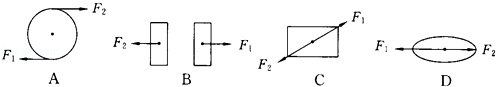 F₁ F₂ A
F₂ F₁ B
F₂ F₁ C
F₁ F₂ D